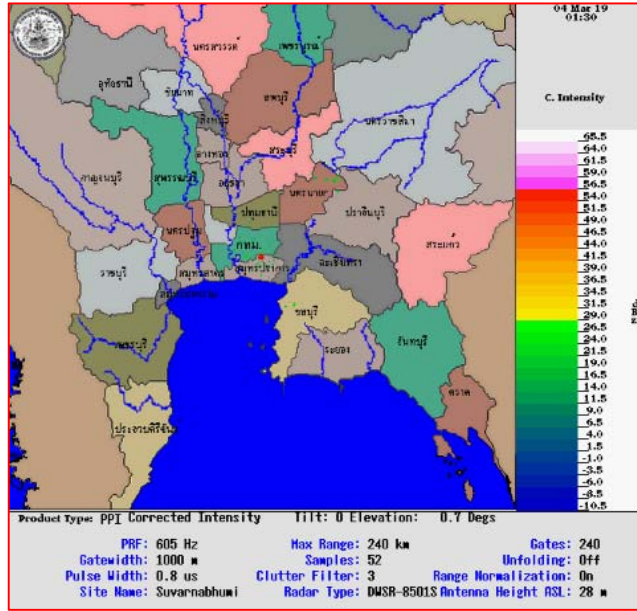 04 Mar 19
01:30
C. Intensity
นครสวรรค์
เพชรบูรณ์
อุทัยธานี
ชัยนาท
ลพบุรี
สิงห์บุรี
นครราชสีมา
อ่างทอง
สระบุรี
กาญจนบุรี
สุพรรณบุรี
อยุธยา
นครนายก
ปราจีนบุรี
ปทุมธานี
นครปฐม
กทม.
สระแก้ว
ฉะเชิงเทรา
ราชบุรี
สมุทรสาคร
สมุทรปราการ
ชลบุรี
เพชรบุรี
ระยอง
จันทบุรี
ตราด
ประจวบคีรีขันธ์
65.5
64.0
61.5
59.0
56.5
54.0
51.5
49.0
46.5
44.0
41.5
39.0
36.5
34.0
31.5
29.0
26.5
24.0
21.5
19.0
16.5
14.0
11.5
9.0
6.5
4.0
1.5
-1.0
-3.5
-6.0
-8.5
-10.5
Product Type: PPI Corrected Intensity Tilt: 0 Elevation: 0.7 Degs
PRF: 605 Hz Max Range: 240 km Gates: 240
Gatewidth: 1000 m Samples: 52 Unfolding: Off
Pulse Width: 0.8 us Clutter Filter: 3 Range Normalization: On
Site Name: Suvarnabhumi Radar Type: DWSR-8501S Antenna Height ASL: 28 m